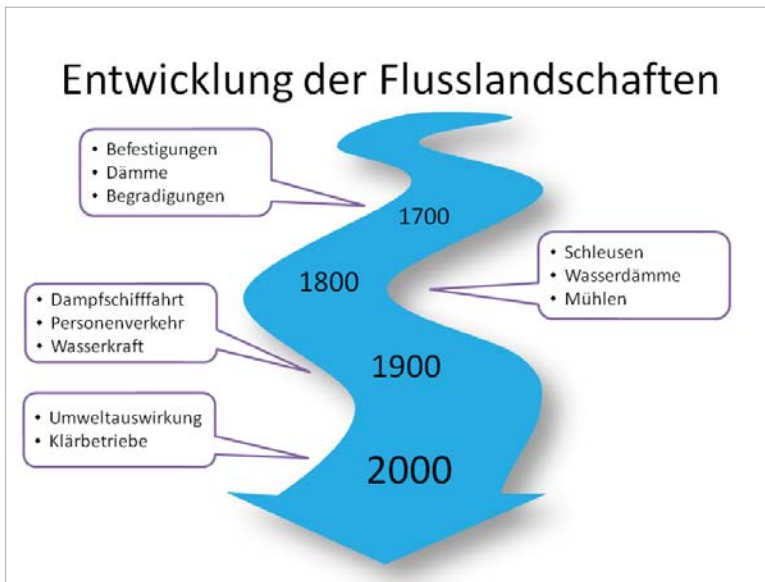 Entwicklung der Flusslandschaften
• Befestigungen
• Dämme
• Begradigungen
1700
• Schleusen
• Wasserdämme
• Mühlen
1800
• Dampfschifffahrt
• Personenverkehr
• Wasserkraft
1900
• Umweltauswirkung
• Klärbetriebe
2000